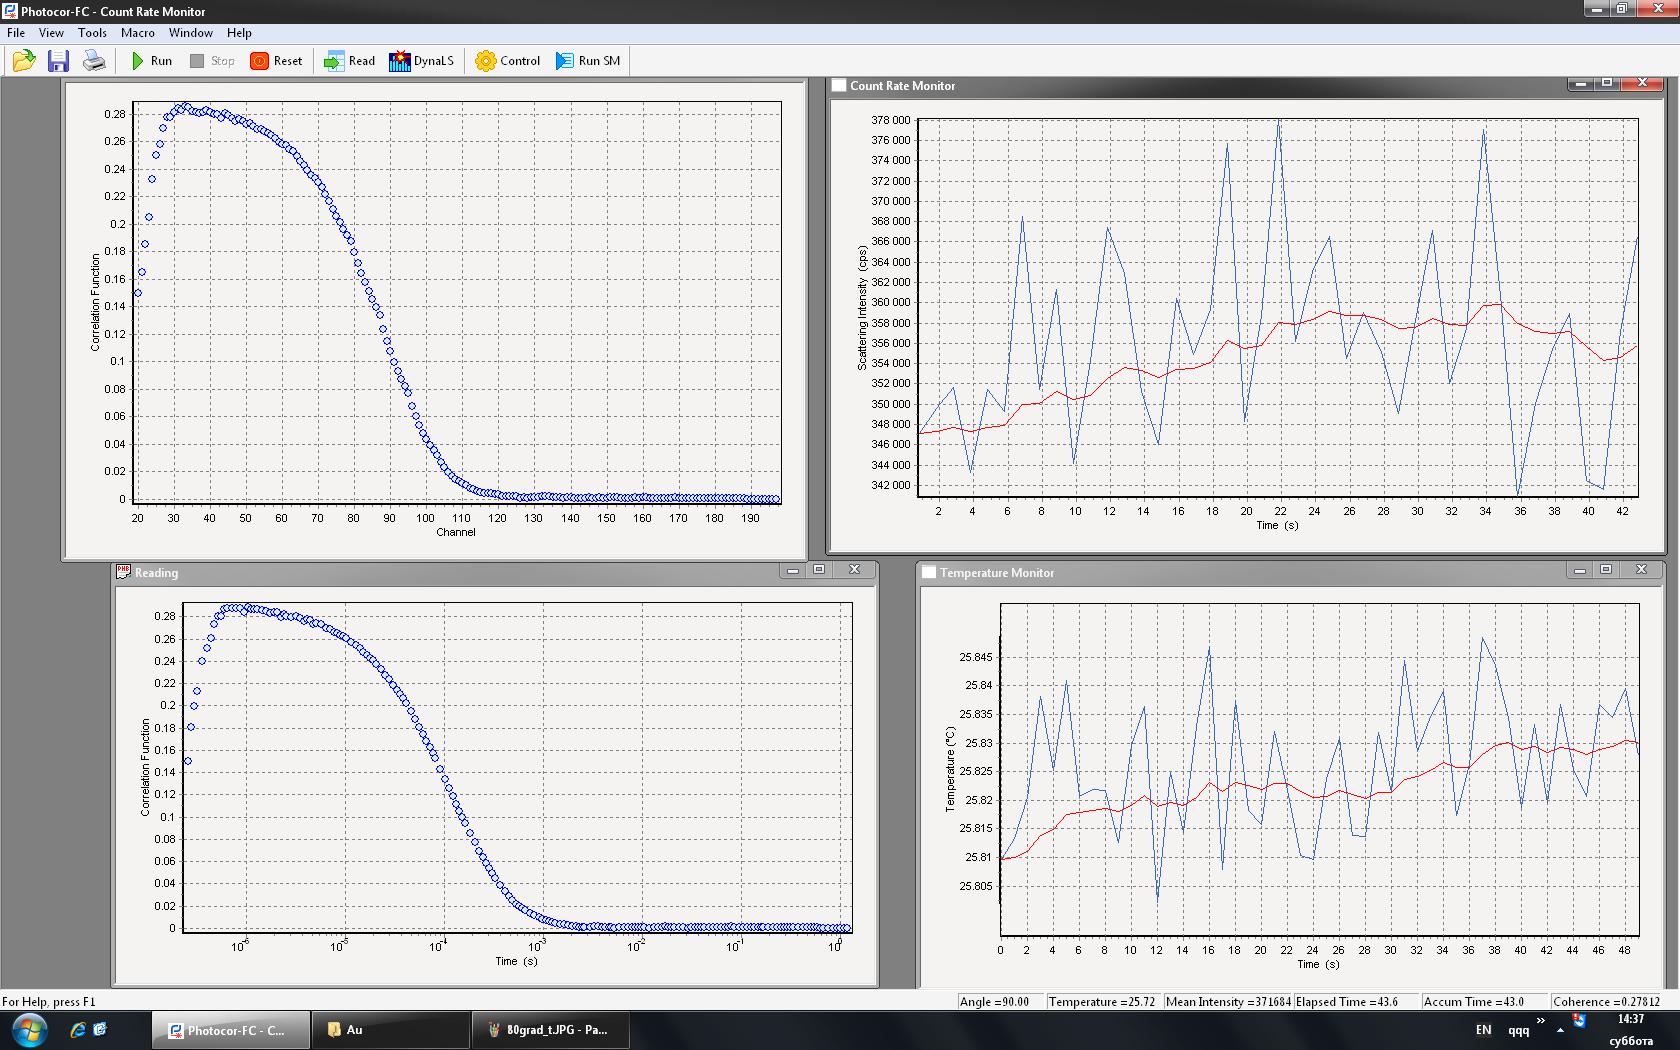 Photocor-FC - Count Rate Monitor
File View Tools Macro Window Help
Run Stop Reset Read DynaLS Control Run SM
Correlation Function
0.28
0.26
0.24
0.22
0.2
0.18
0.16
0.14
0.12
0.1
0.08
0.06
0.04
0.02
0
20 30 40 50 60 70 80 90 100 110 120 130 140 150 160 170 180 190
Channel
Count Rate Monitor
Scattering Intensity (cps)
378 000
376 000
374 000
372 000
370 000
368 000
366 000
364 000
362 000
360 000
358 000
356 000
354 000
352 000
350 000
348 000
346 000
344 000
342 000
2 4 6 8 10 12 14 16 18 20 22 24 26 28 30 32 34 36 38 40 42
Time (s)
Reading
Correlation Function
0.28
0.26
0.24
0.22
0.2
0.18
0.16
0.14
0.12
0.1
0.08
0.06
0.04
0.02
0
10-6 10-5 10-4 10-3 10-2 10-1 100
Time (s)
Temperature Monitor
Temperature (°C)
25.845
25.84
25.835
25.83
25.825
25.82
25.815
25.81
25.805
0 2 4 6 8 10 12 14 16 18 20 22 24 26 28 30 32 34 36 38 40 42 44 46 48
Time (s)
For Help, press F1
Angle =90.00 Temperature =25.72 Mean Intensity =371684 Elapsed Time =43.6 Accum Time =43.0 Coherence =0.27812
Photocor-FC - C... Au 80grad_t.JPG - Pa... EN qqq » 14:37
суббота